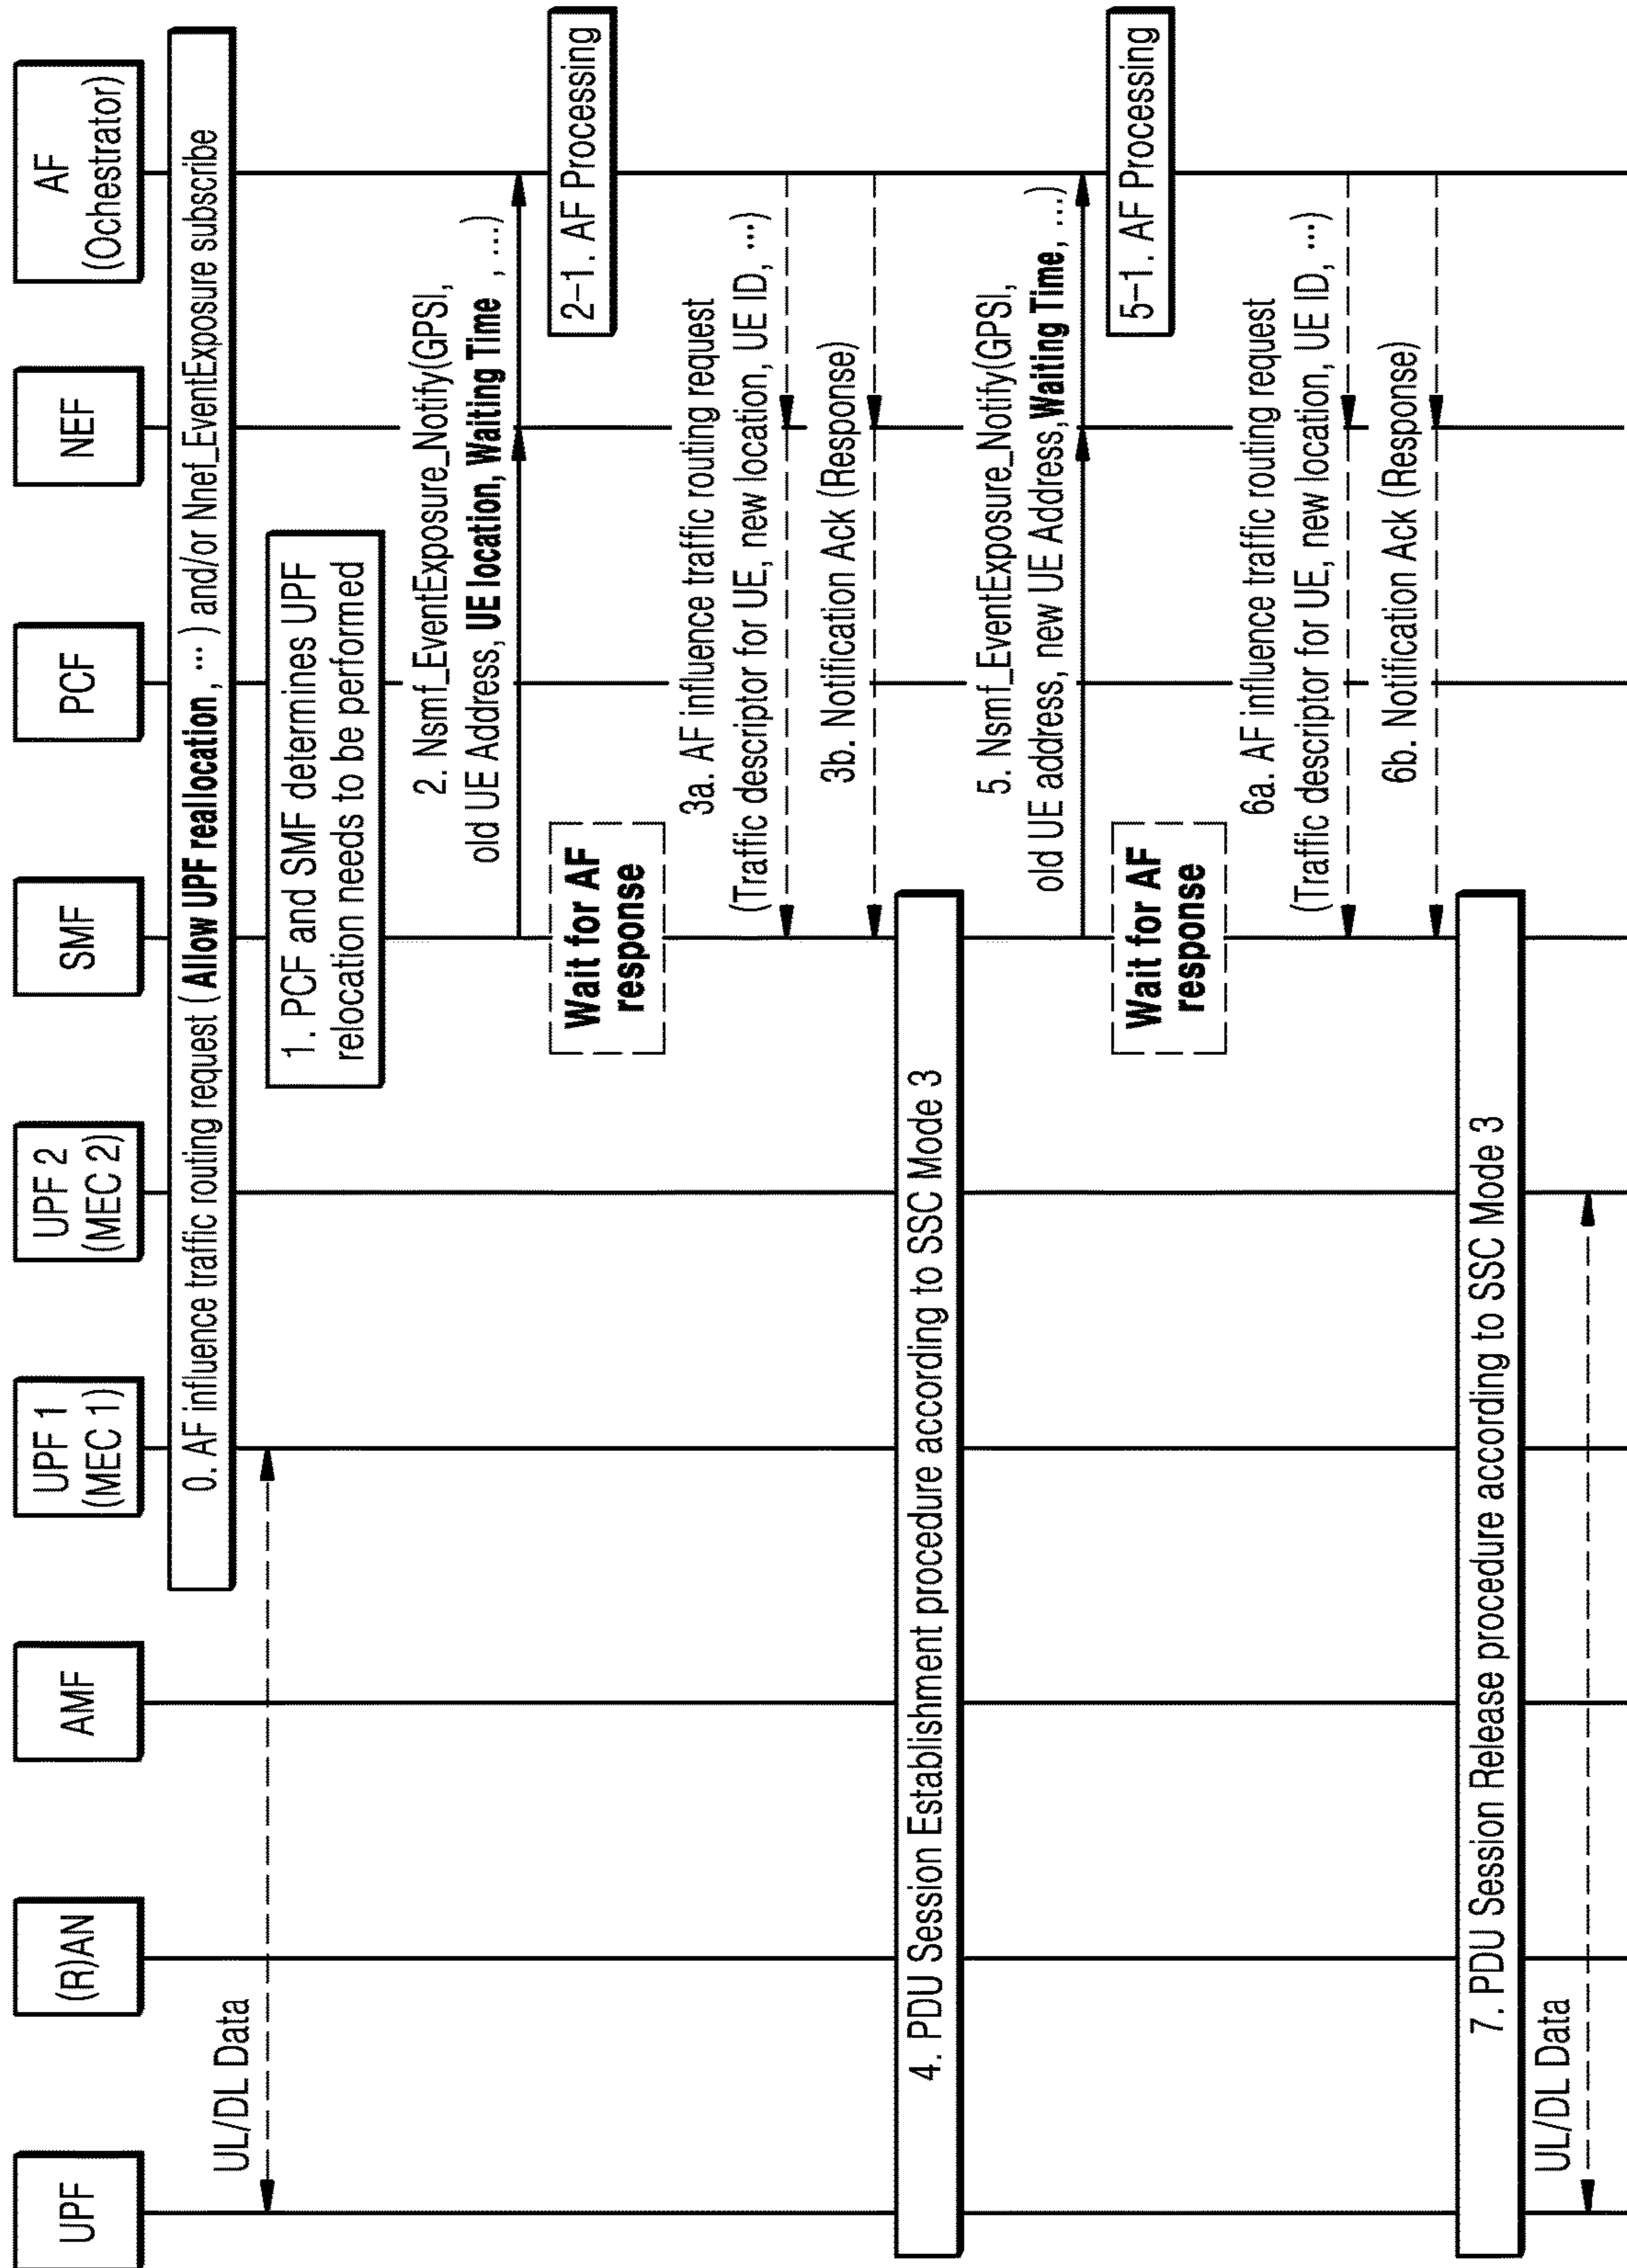 UPF
(R)AN
AMF
UPF 1
(MEC 1)
UPF 2
(MEC 2)
SMF
PCF
NEF
AF
(Ochestrator)
0. AF influence traffic routing request ( Allow UPF reallocation, ··· ) and/or Nnef_EventExposure subscribe
UL/DL Data
1. PCF and SMF determines UPF
relocation needs to be performed
2. Nsmf_EventExposure_Notify(GPSI,
old UE Address, UE location, Waiting Time , ...)
Wait for AF
response
2-1. AF Processing
3a. AF influence traffic routing request
(Traffic descriptor for UE, new location, UE ID, ···)
3b. Notification Ack (Response)
4. PDU Session Establishment procedure according to SSC Mode 3
5. Nsmf_EventExposure_Notify(GPSI,
old UE address, new UE Address, Waiting Time, ...)
Wait for AF
response
5-1. AF Processing
6a. AF influence traffic routing request
(Traffic descriptor for UE, new location, UE ID, ···)
6b. Notification Ack (Response)
7. PDU Session Release procedure according to SSC Mode 3
UL/DL Data